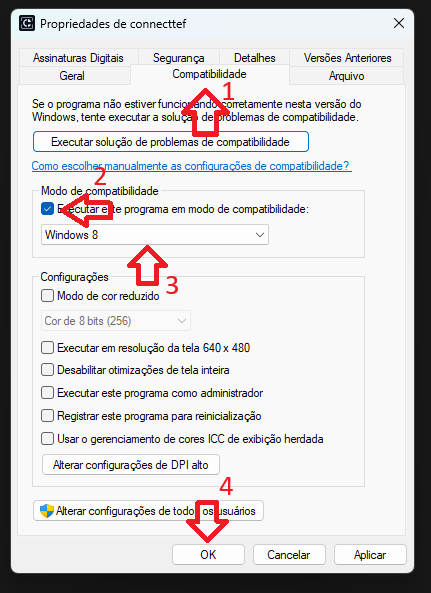 Propriedades de connecttef
Assinaturas Digitais Segurança Detalhes Versões Anteriores
Geral Compatibilidade Arquivo
1
Se o programa não estiver funcionando corretamente nesta versão do
Windows, tente executar a solução de problemas de compatibilidade.
Executar solução de problemas de compatibilidade
Como escolher manualmente as configurações de compatibilidade?
2
Modo de compatibilidade
Executar este programa em modo de compatibilidade:
Windows 8
3
Configurações
Modo de cor reduzido
Cor de 8 bits (256)
Executar em resolução da tela 640 x 480
Desabilitar otimizações de tela inteira
Executar este programa como administrador
Registrar este programa para reinicialização
Usar o gerenciamento de cores ICC de exibição herdada
Alterar configurações de DPI alto
4
Alterar configurações de todos os usuários
OK Cancelar Aplicar